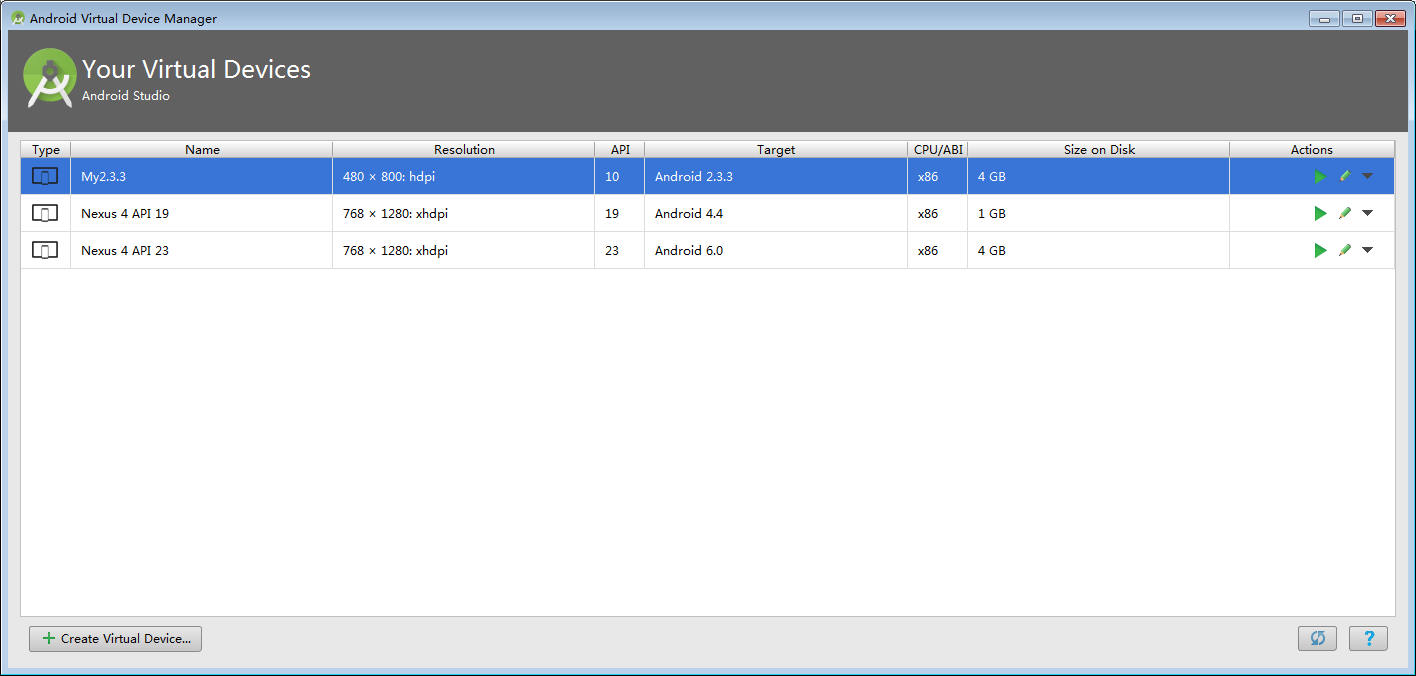 Android Virtual Device Manager
Your Virtual Devices
Android Studio
Type Name Resolution API Target CPU/ABI Size on Disk Actions
My2.3.3 480 × 800: hdpi 10 Android 2.3.3 x86 4 GB
Nexus 4 API 19 768 × 1280: xhdpi 19 Android 4.4 x86 1 GB
Nexus 4 API 23 768 × 1280: xhdpi 23 Android 6.0 x86 4 GB
Create Virtual Device... ?